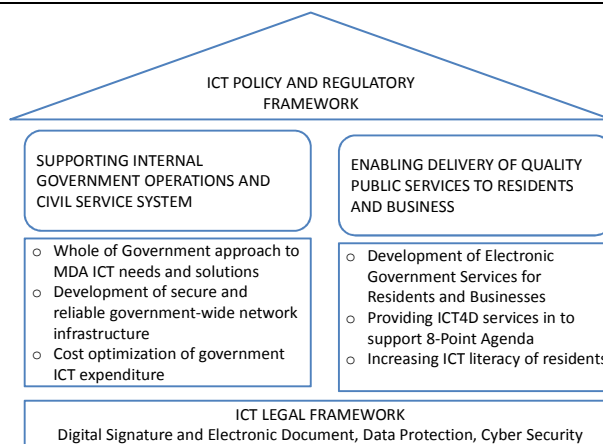 ICT POLICY AND REGULATORY
FRAMEWORK
SUPPORTING INTERNAL
GOVERNMENT OPERATIONS AND
CIVIL SERVICE SYSTEM
o Whole of Government approach to
MDA ICT needs and solutions
o Development of secure and
reliable government-wide network
infrastructure
o Cost optimization of government
ICT expenditure
ENABLING DELIVERY OF QUALITY
PUBLIC SERVICES TO RESIDENTS
AND BUSINESS
o Development of Electronic
Government Services for
Residents and Businesses
o Providing ICT4D services in to
support 8-Point Agenda
o Increasing ICT literacy of residents
ICT LEGAL FRAMEWORK
Digital Signature and Electronic Document, Data Protection, Cyber Security